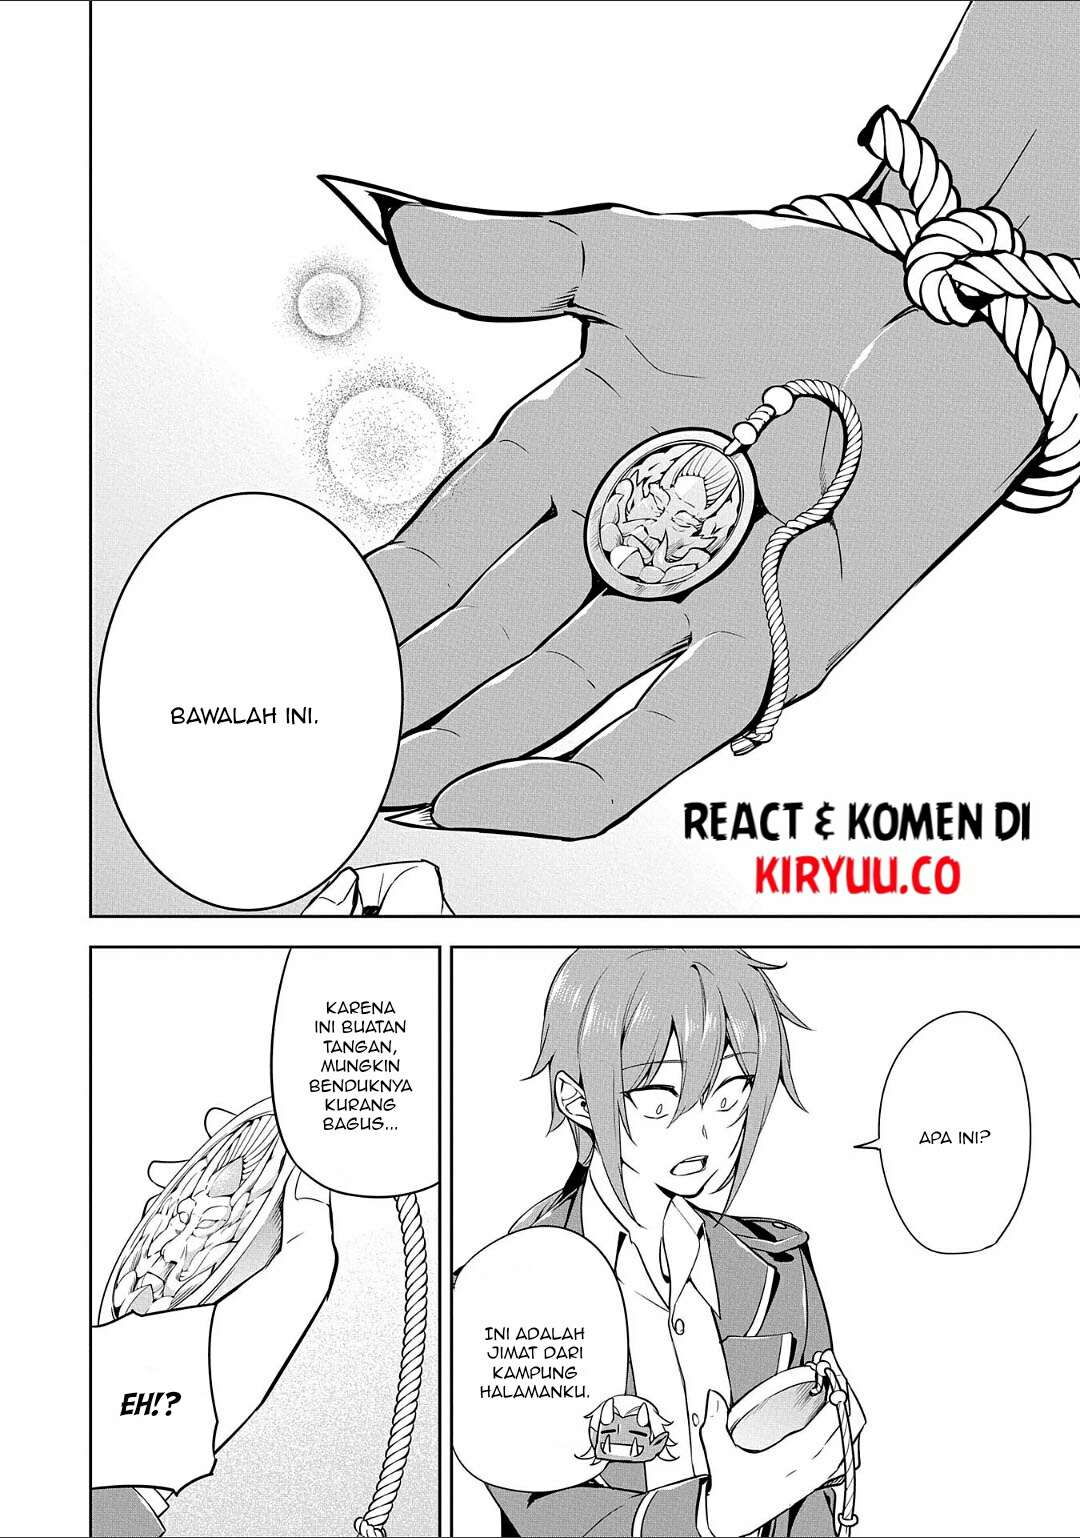 BAWALAH INI.
REACT & KOMEN DI
KIRYUU.CO
APA INI?
INI ADALAH
JIMAT DARI
KAMPUNG
HALAMANKU.
KARENA
INI BUATAN
TANGAN,
MUNGKIN
BENDUKNYA
KURANG
BAGUS...
EH!?